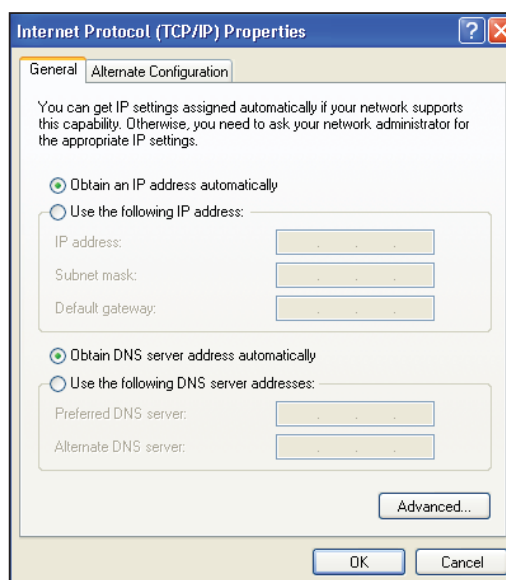 Internet Protocol (TCP/IP) Properties
General
Alternate Configuration
You can get IP settings assigned automatically if your network supports
this capability. Otherwise, you need to ask your network administrator for
the appropriate IP settings.
Obtain an IP address automatically
Use the following IP address:
IP address:
Subnet mask:
Default gateway:
Obtain DNS server address automatically
Use the following DNS server addresses:
Preferred DNS server:
Alternate DNS server:
Advanced...
OK
Cancel